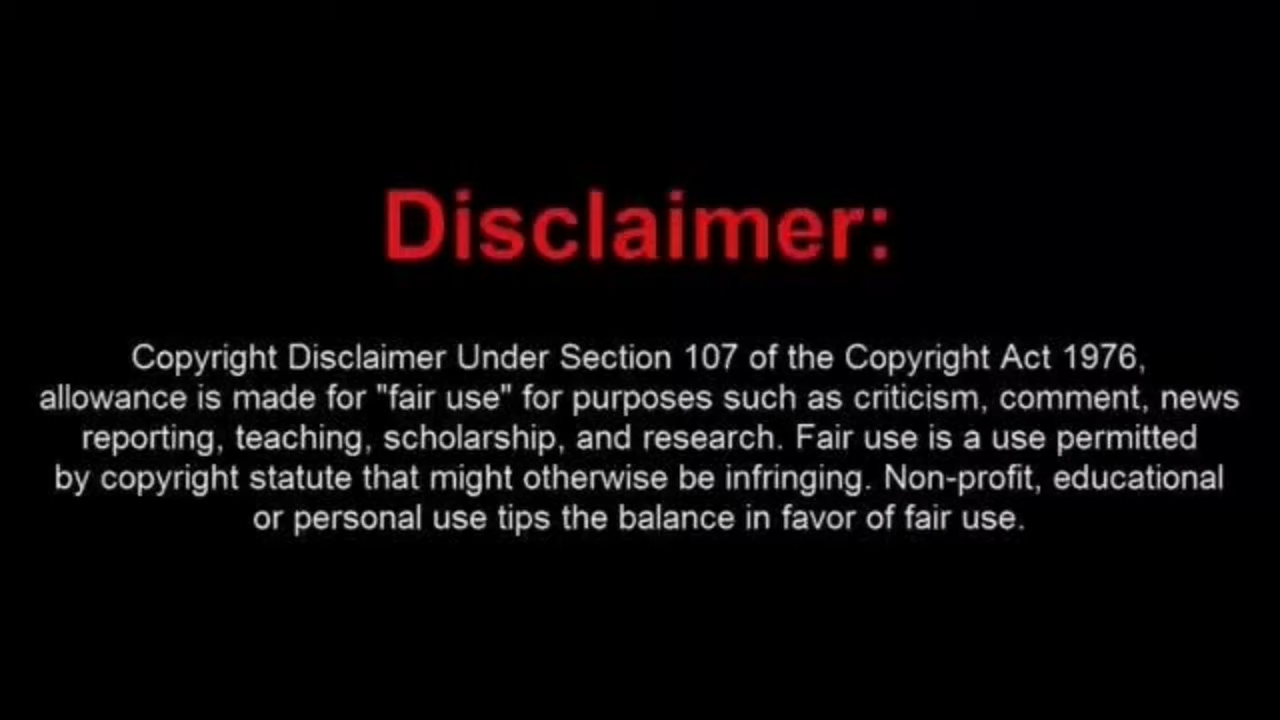 Disclaimer:
Copyright Disclaimer Under Section 107 of the Copyright Act 1976,
allowance is made for "fair use" for purposes such as criticism, comment, news
reporting, teaching, scholarship, and research. Fair use is a use permitted
by copyright statute that might otherwise be infringing. Non-profit, educational
or personal use tips the balance in favor of fair use.